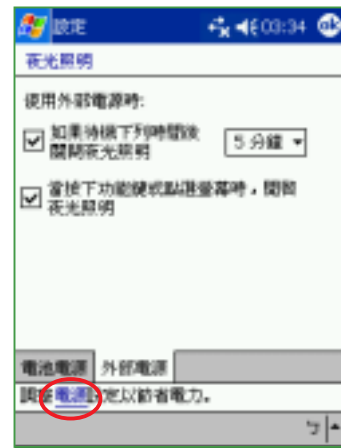 設定 03:34 ok
夜光照明
使用外部電源時:
如果待機下列時間後
關閉夜光照明
5 分鐘
當按下功能鍵或點選螢幕時，開啟
夜光照明
電池電源 外部電源
調整電源設定以節省電力。
ㄅ